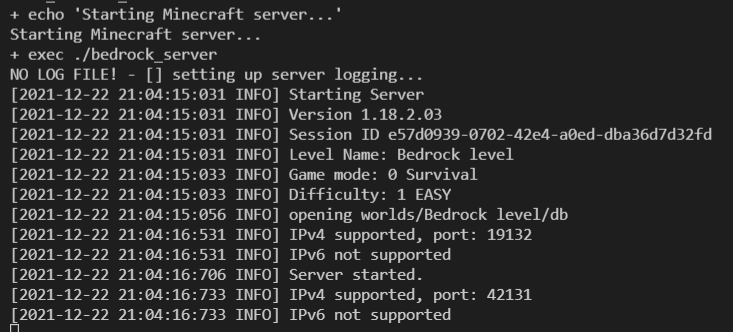 + echo 'Starting Minecraft server...'
Starting Minecraft server...
+ exec ./bedrock_server
NO LOG FILE! - [] setting up server logging...
[2021-12-22 21:04:15:031 INFO] Starting Server
[2021-12-22 21:04:15:031 INFO] Version 1.18.2.03
[2021-12-22 21:04:15:031 INFO] Session ID e57d0939-0702-42e4-a0ed-dba36d7d32fd
[2021-12-22 21:04:15:031 INFO] Level Name: Bedrock level
[2021-12-22 21:04:15:033 INFO] Game mode: 0 Survival
[2021-12-22 21:04:15:033 INFO] Difficulty: 1 EASY
[2021-12-22 21:04:15:056 INFO] opening worlds/Bedrock level/db
[2021-12-22 21:04:16:531 INFO] IPv4 supported, port: 19132
[2021-12-22 21:04:16:531 INFO] IPv6 not supported
[2021-12-22 21:04:16:706 INFO] Server started.
[2021-12-22 21:04:16:733 INFO] IPv4 supported, port: 42131
[2021-12-22 21:04:16:733 INFO] IPv6 not supported